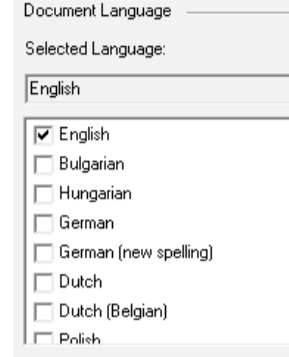 Document Language
Selected Language:
English
English
Bulgarian
Hungarian
German
German (new spelling)
Dutch
Dutch (Belgian)
Polish